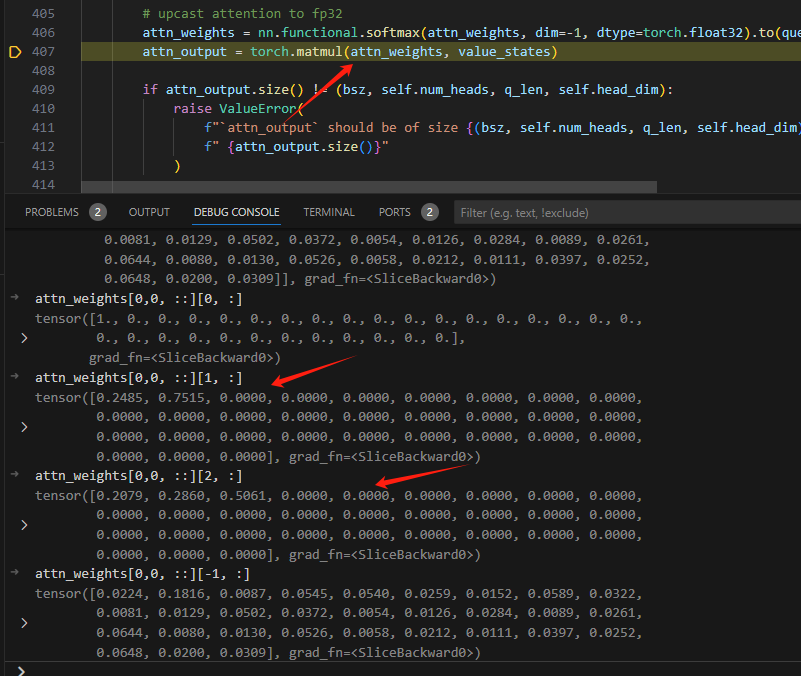 405 # upcast attention to fp32
406 attn_weights = nn.functional.softmax(attn_weights, dim=-1, dtype=torch.float32).to(que
407 attn_output = torch.matmul(attn_weights, value_states)
408
409 if attn_output.size() != (bsz, self.num_heads, q_len, self.head_dim):
410 raise ValueError(
411 f"`attn_output` should be of size {(bsz, self.num_heads, q_len, self.head_dim)
412 f" {attn_output.size()}"
413 )
414
PROBLEMS 2 OUTPUT DEBUG CONSOLE TERMINAL PORTS 2 Filter (e.g. text, !exclude)
0.0081, 0.0129, 0.0502, 0.0372, 0.0054, 0.0126, 0.0284, 0.0089, 0.0261,
0.0644, 0.0080, 0.0130, 0.0526, 0.0058, 0.0212, 0.0111, 0.0397, 0.0252,
0.0648, 0.0200, 0.0309]], grad_fn=<SliceBackward0>)
attn_weights[0,0, ::][0, :]
tensor([1., 0., 0., 0., 0., 0., 0., 0., 0., 0., 0., 0., 0., 0., 0., 0., 0., 0.,
0., 0., 0., 0., 0., 0., 0., 0., 0., 0., 0., 0.],
grad_fn=<SliceBackward0>)
attn_weights[0,0, ::][1, :]
tensor([0.2485, 0.7515, 0.0000, 0.0000, 0.0000, 0.0000, 0.0000, 0.0000, 0.0000,
0.0000, 0.0000, 0.0000, 0.0000, 0.0000, 0.0000, 0.0000, 0.0000, 0.0000,
0.0000, 0.0000, 0.0000, 0.0000, 0.0000, 0.0000, 0.0000, 0.0000, 0.0000,
0.0000, 0.0000, 0.0000], grad_fn=<SliceBackward0>)
attn_weights[0,0, ::][2, :]
tensor([0.2079, 0.2860, 0.5061, 0.0000, 0.0000, 0.0000, 0.0000, 0.0000, 0.0000,
0.0000, 0.0000, 0.0000, 0.0000, 0.0000, 0.0000, 0.0000, 0.0000, 0.0000,
0.0000, 0.0000, 0.0000, 0.0000, 0.0000, 0.0000, 0.0000, 0.0000, 0.0000,
0.0000, 0.0000, 0.0000], grad_fn=<SliceBackward0>)
attn_weights[0,0, ::][-1, :]
tensor([0.0224, 0.1816, 0.0087, 0.0545, 0.0540, 0.0259, 0.0152, 0.0589, 0.0322,
0.0081, 0.0129, 0.0502, 0.0372, 0.0054, 0.0126, 0.0284, 0.0089, 0.0261,
0.0644, 0.0080, 0.0130, 0.0526, 0.0058, 0.0212, 0.0111, 0.0397, 0.0252,
0.0648, 0.0200, 0.0309], grad_fn=<SliceBackward0>)